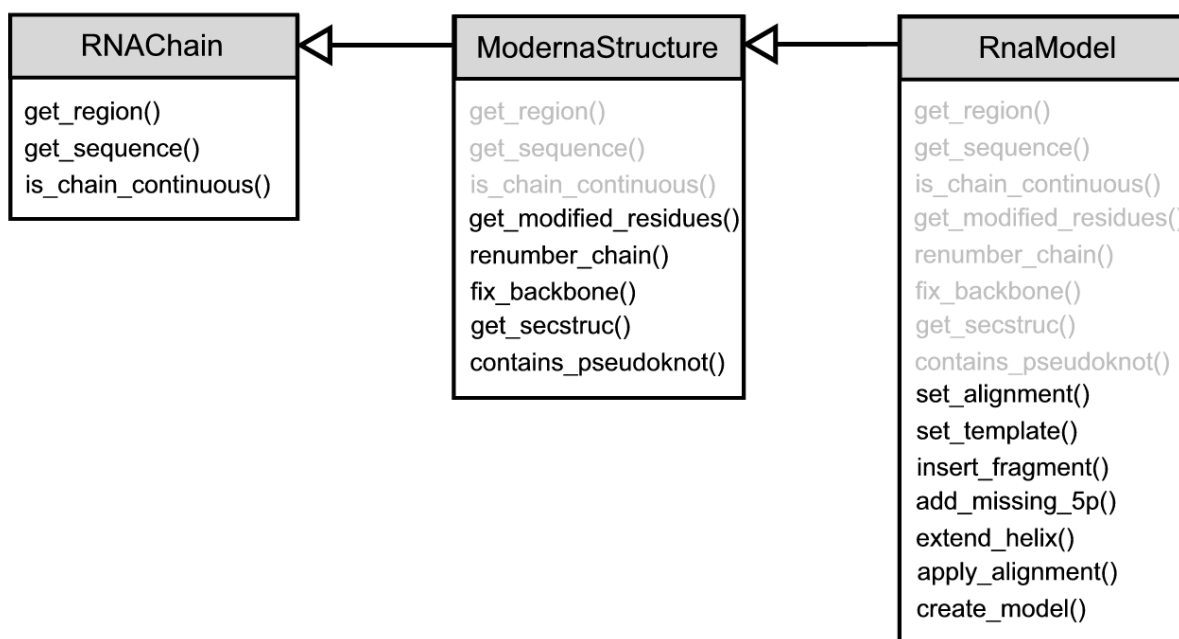 RNAChain
get_region()
get_sequence()
is_chain_continuous()
ModernaStructure
get_region()
get_sequence()
is_chain_continuous()
get_modified_residues()
renumber_chain()
fix_backbone()
get_secstruc()
contains_pseudoknot()
RnaModel
get_region()
get_sequence()
is_chain_continuous()
get_modified_residues()
renumber_chain()
fix_backbone()
get_secstruc()
contains_pseudoknot()
set_alignment()
set_template()
insert_fragment()
add_missing_5p()
extend_helix()
apply_alignment()
create_model()